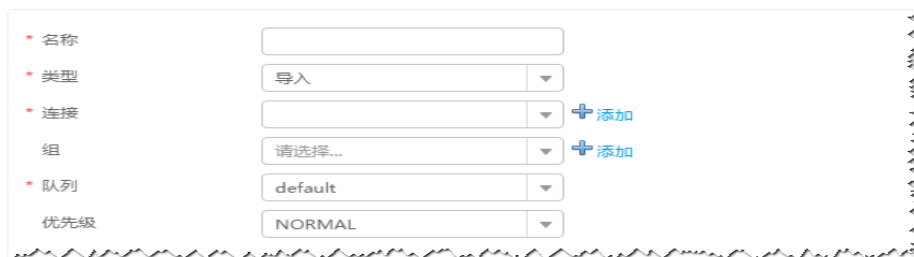 * 名称
* 类型 导入
* 连接 添加
组 请选择... 添加
* 队列 default
优先级 NORMAL